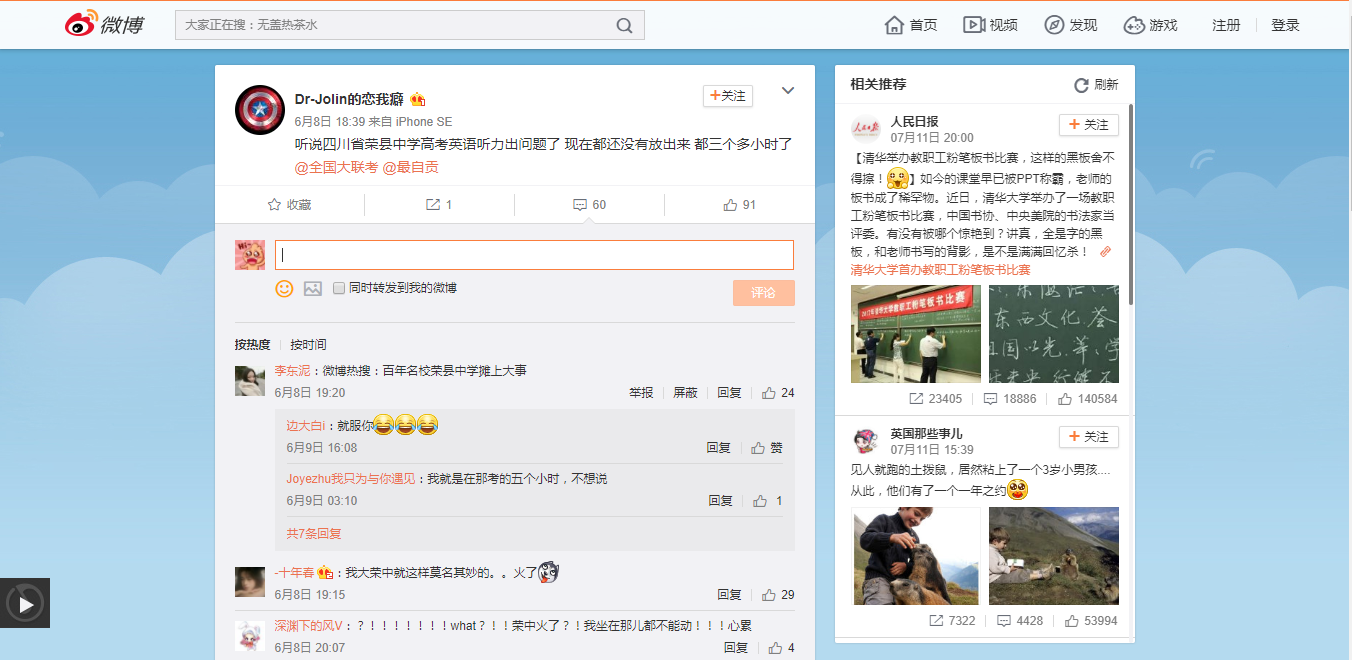 微博
大家正在搜：无盖热茶水
首页
视频
发现
游戏
注册
登录
Dr-Jolin的恋我癖
+关注
6月8日 18:39 来自 iPhone SE
听说四川省荣县中学高考英语听力出问题了 现在都还没有放出来 都三个多小时了
@全国大联考 @最自贡
收藏
1
60
91
同时转发到我的微博
评论
按热度
按时间
李东泥：微博热搜：百年名校荣县中学摊上大事
6月8日 19:20
举报
屏蔽
回复
24
边大白i：就服你
6月9日 16:08
回复
赞
Joyezhu我只为与你遇见：我就是在那考的五个小时，不想说
6月9日 03:10
回复
1
共7条回复
-十年春：我大荣中就这样莫名其妙的。。火了
6月8日 19:15
回复
29
深渊下的风V：？！！！！！！！！what？！！荣中火了？！我坐在那儿都不能动！！！心累
6月8日 20:07
回复
4
相关推荐
刷新
人民日报
人民日报
07月11日 20:00
+ 关注
【清华举办教职工粉笔板书比赛，这样的黑板舍不
得擦！】如今的课堂早已被PPT称霸，老师的
板书成了稀罕物。近日，清华大学举办了一场教职
工粉笔板书比赛，中国书协、中央美院的书法家当
评委。有没有被哪个惊艳到？讲真，全是字的黑
板，和老师书写的背影，是不是满满回忆杀！
清华大学首办教职工粉笔板书比赛
2017年清华大学教职工粉笔板书比赛
东西文化荟
23405
18886
140584
英国那些事儿
07月11日 15:39
+ 关注
见人就跑的土拨鼠，居然粘上了一个3岁小男孩....
从此，他们有了一个一年之约
7322
4428
53994